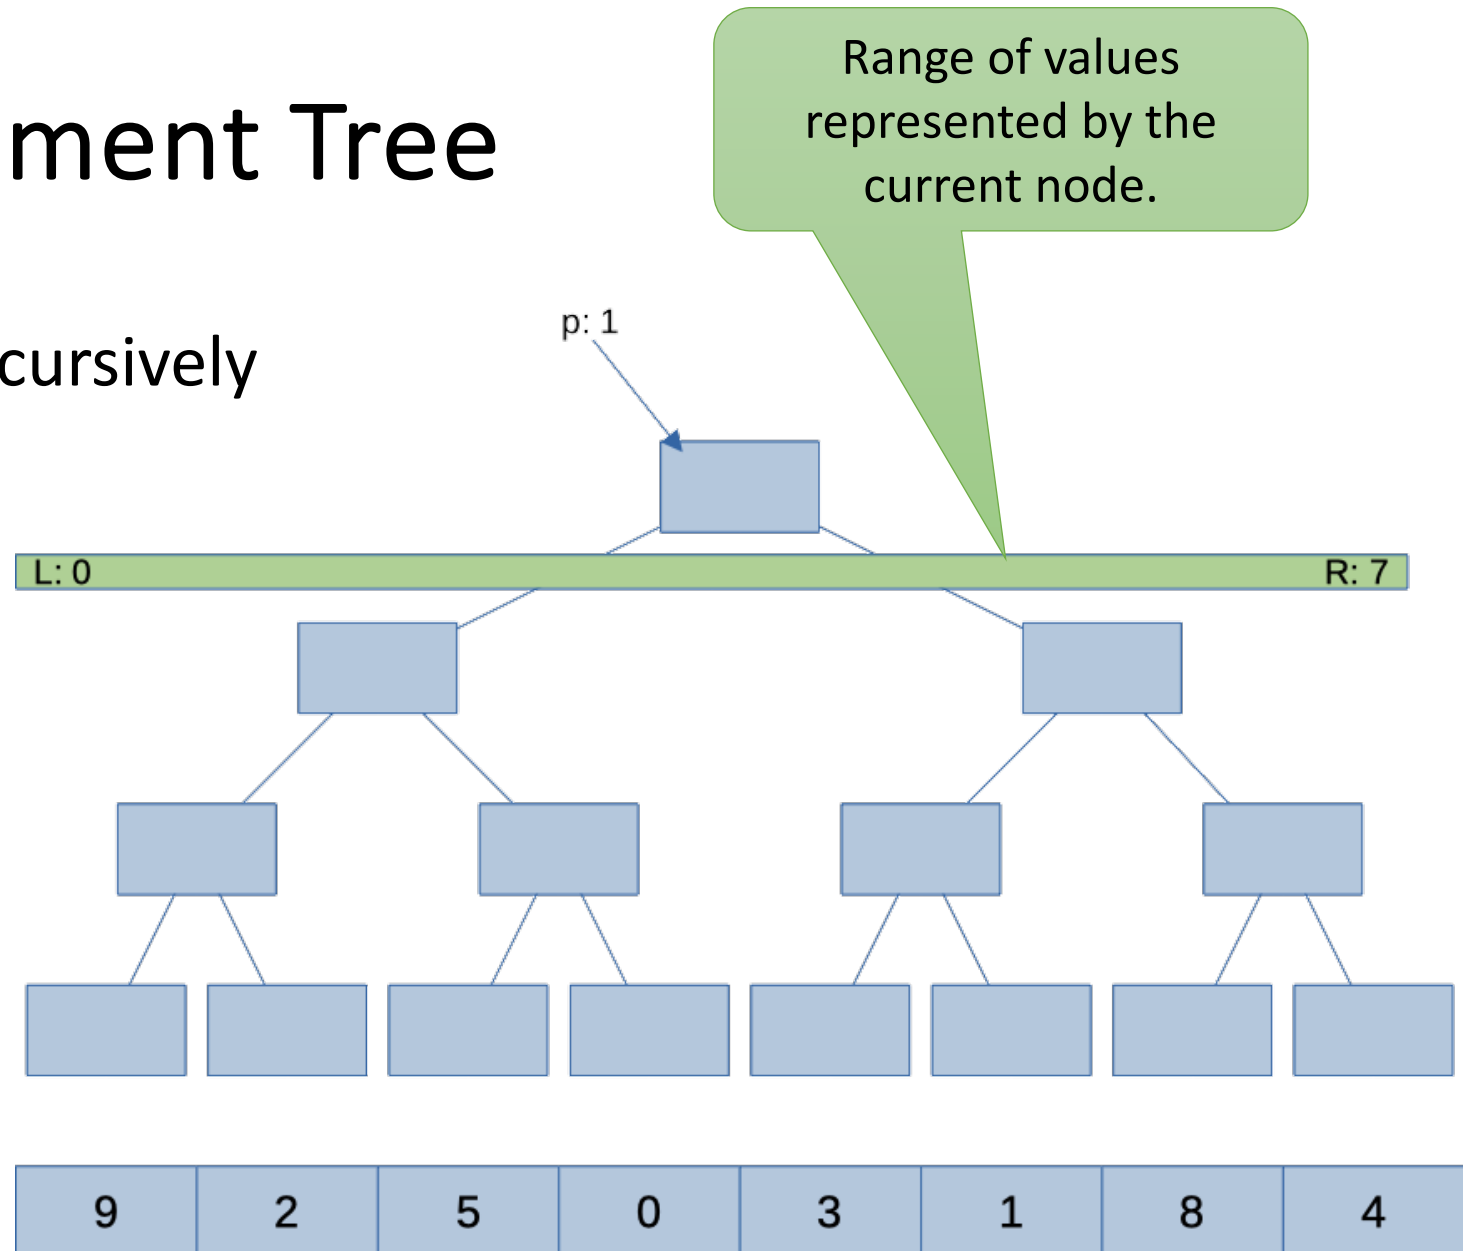 ment Tree
Range of values
represented by the
current node.
cursively
p: 1
L: 0
R: 7
9 2 5 0 3 1 8 4